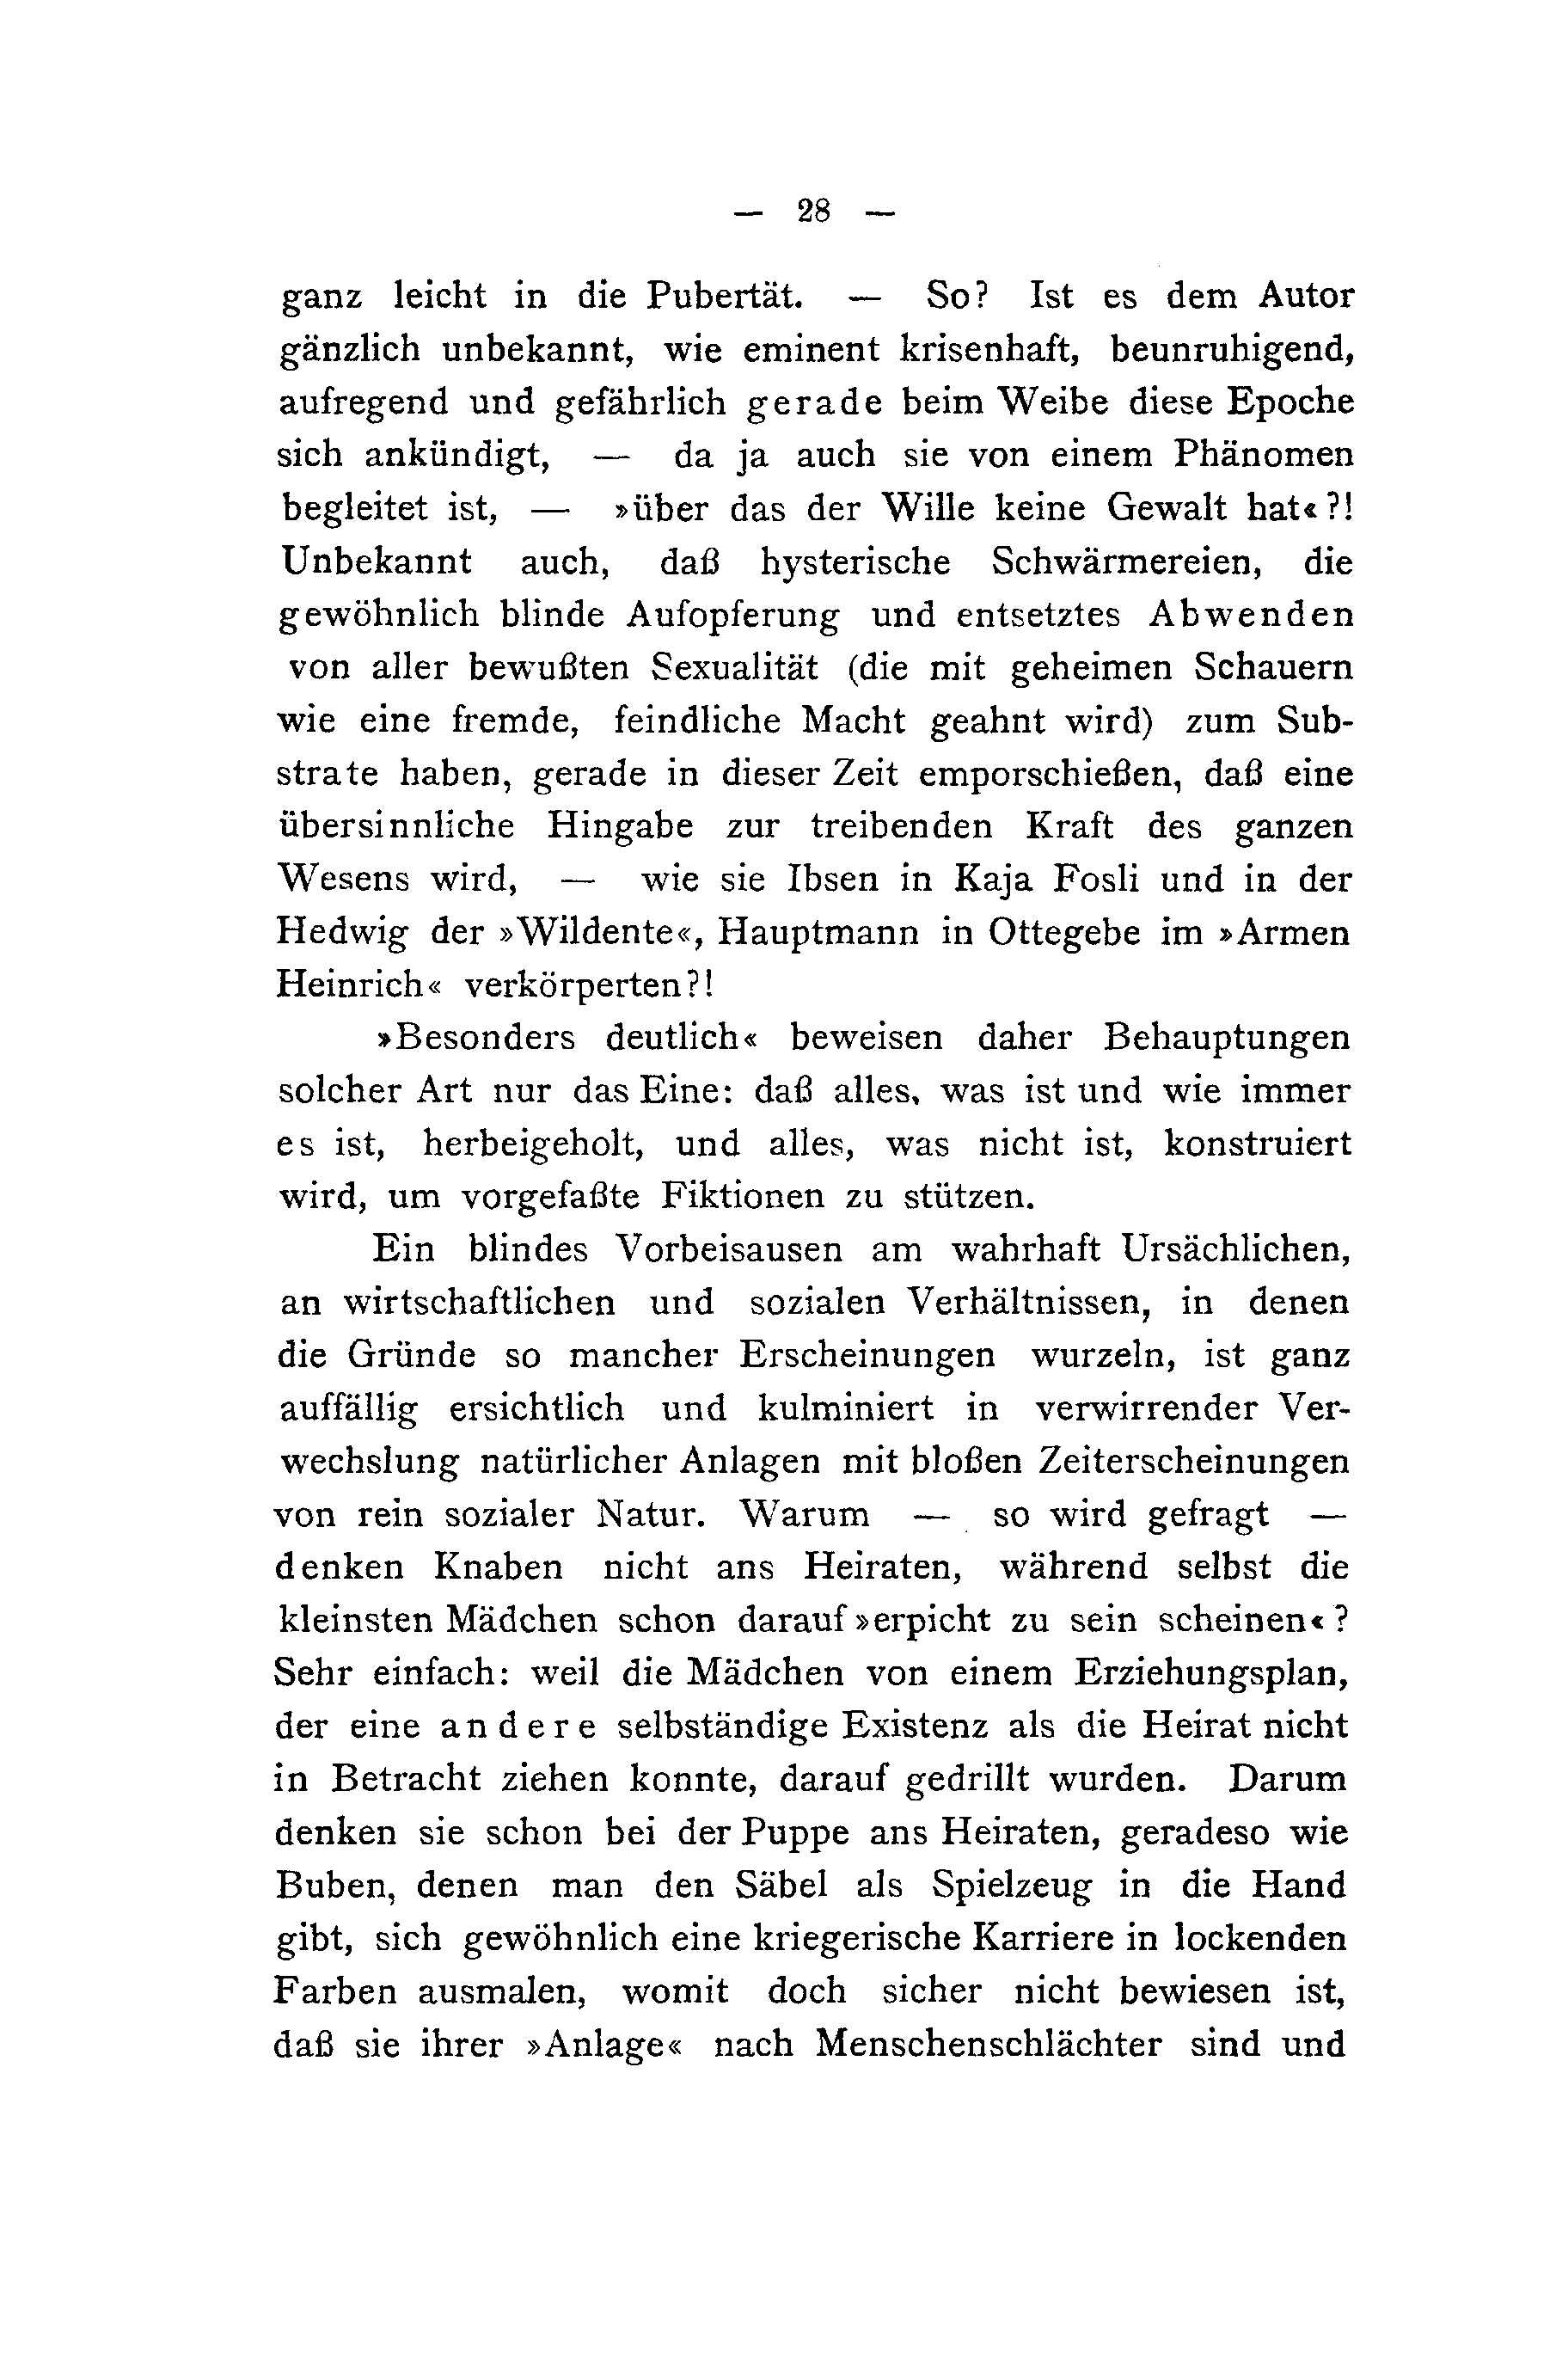 — 28 —
ganz leicht in die Pubertät. — So? Ist es dem Autor
gänzlich unbekannt, wie eminent krisenhaft, beunruhigend,
aufregend und gefährlich gerade beim Weibe diese Epoche
sich ankündigt, — da ja auch sie von einem Phänomen
begleitet ist, — »über das der Wille keine Gewalt hat«?!
Unbekannt auch, daß hysterische Schwärmereien, die
gewöhnlich blinde Aufopferung und entsetztes Abwenden
von aller bewußten Sexualität (die mit geheimen Schauern
wie eine fremde, feindliche Macht geahnt wird) zum Sub-
strate haben, gerade in dieser Zeit emporschießen, daß eine
übersinnliche Hingabe zur treibenden Kraft des ganzen
Wesens wird, — wie sie Ibsen in Kaja Fosli und in der
Hedwig der »Wildente«, Hauptmann in Ottegebe im »Armen
Heinrich« verkörperten?!
»Besonders deutlich« beweisen daher Behauptungen
solcher Art nur das Eine: daß alles, was ist und wie immer
es ist, herbeigeholt, und alles, was nicht ist, konstruiert
wird, um vorgefaßte Fiktionen zu stützen.
Ein blindes Vorbeisausen am wahrhaft Ursächlichen,
an wirtschaftlichen und sozialen Verhältnissen, in denen
die Gründe so mancher Erscheinungen wurzeln, ist ganz
auffällig ersichtlich und kulminiert in verwirrender Ver-
wechslung natürlicher Anlagen mit bloßen Zeiterscheinungen
von rein sozialer Natur. Warum — so wird gefragt —
denken Knaben nicht ans Heiraten, während selbst die
kleinsten Mädchen schon darauf »erpicht zu sein scheinen«?
Sehr einfach: weil die Mädchen von einem Erziehungsplan,
der eine andere selbständige Existenz als die Heirat nicht
in Betracht ziehen konnte, darauf gedrillt wurden. Darum
denken sie schon bei der Puppe ans Heiraten, geradeso wie
Buben, denen man den Säbel als Spielzeug in die Hand
gibt, sich gewöhnlich eine kriegerische Karriere in lockenden
Farben ausmalen, womit doch sicher nicht bewiesen ist,
daß sie ihrer »Anlage« nach Menschenschlächter sind und